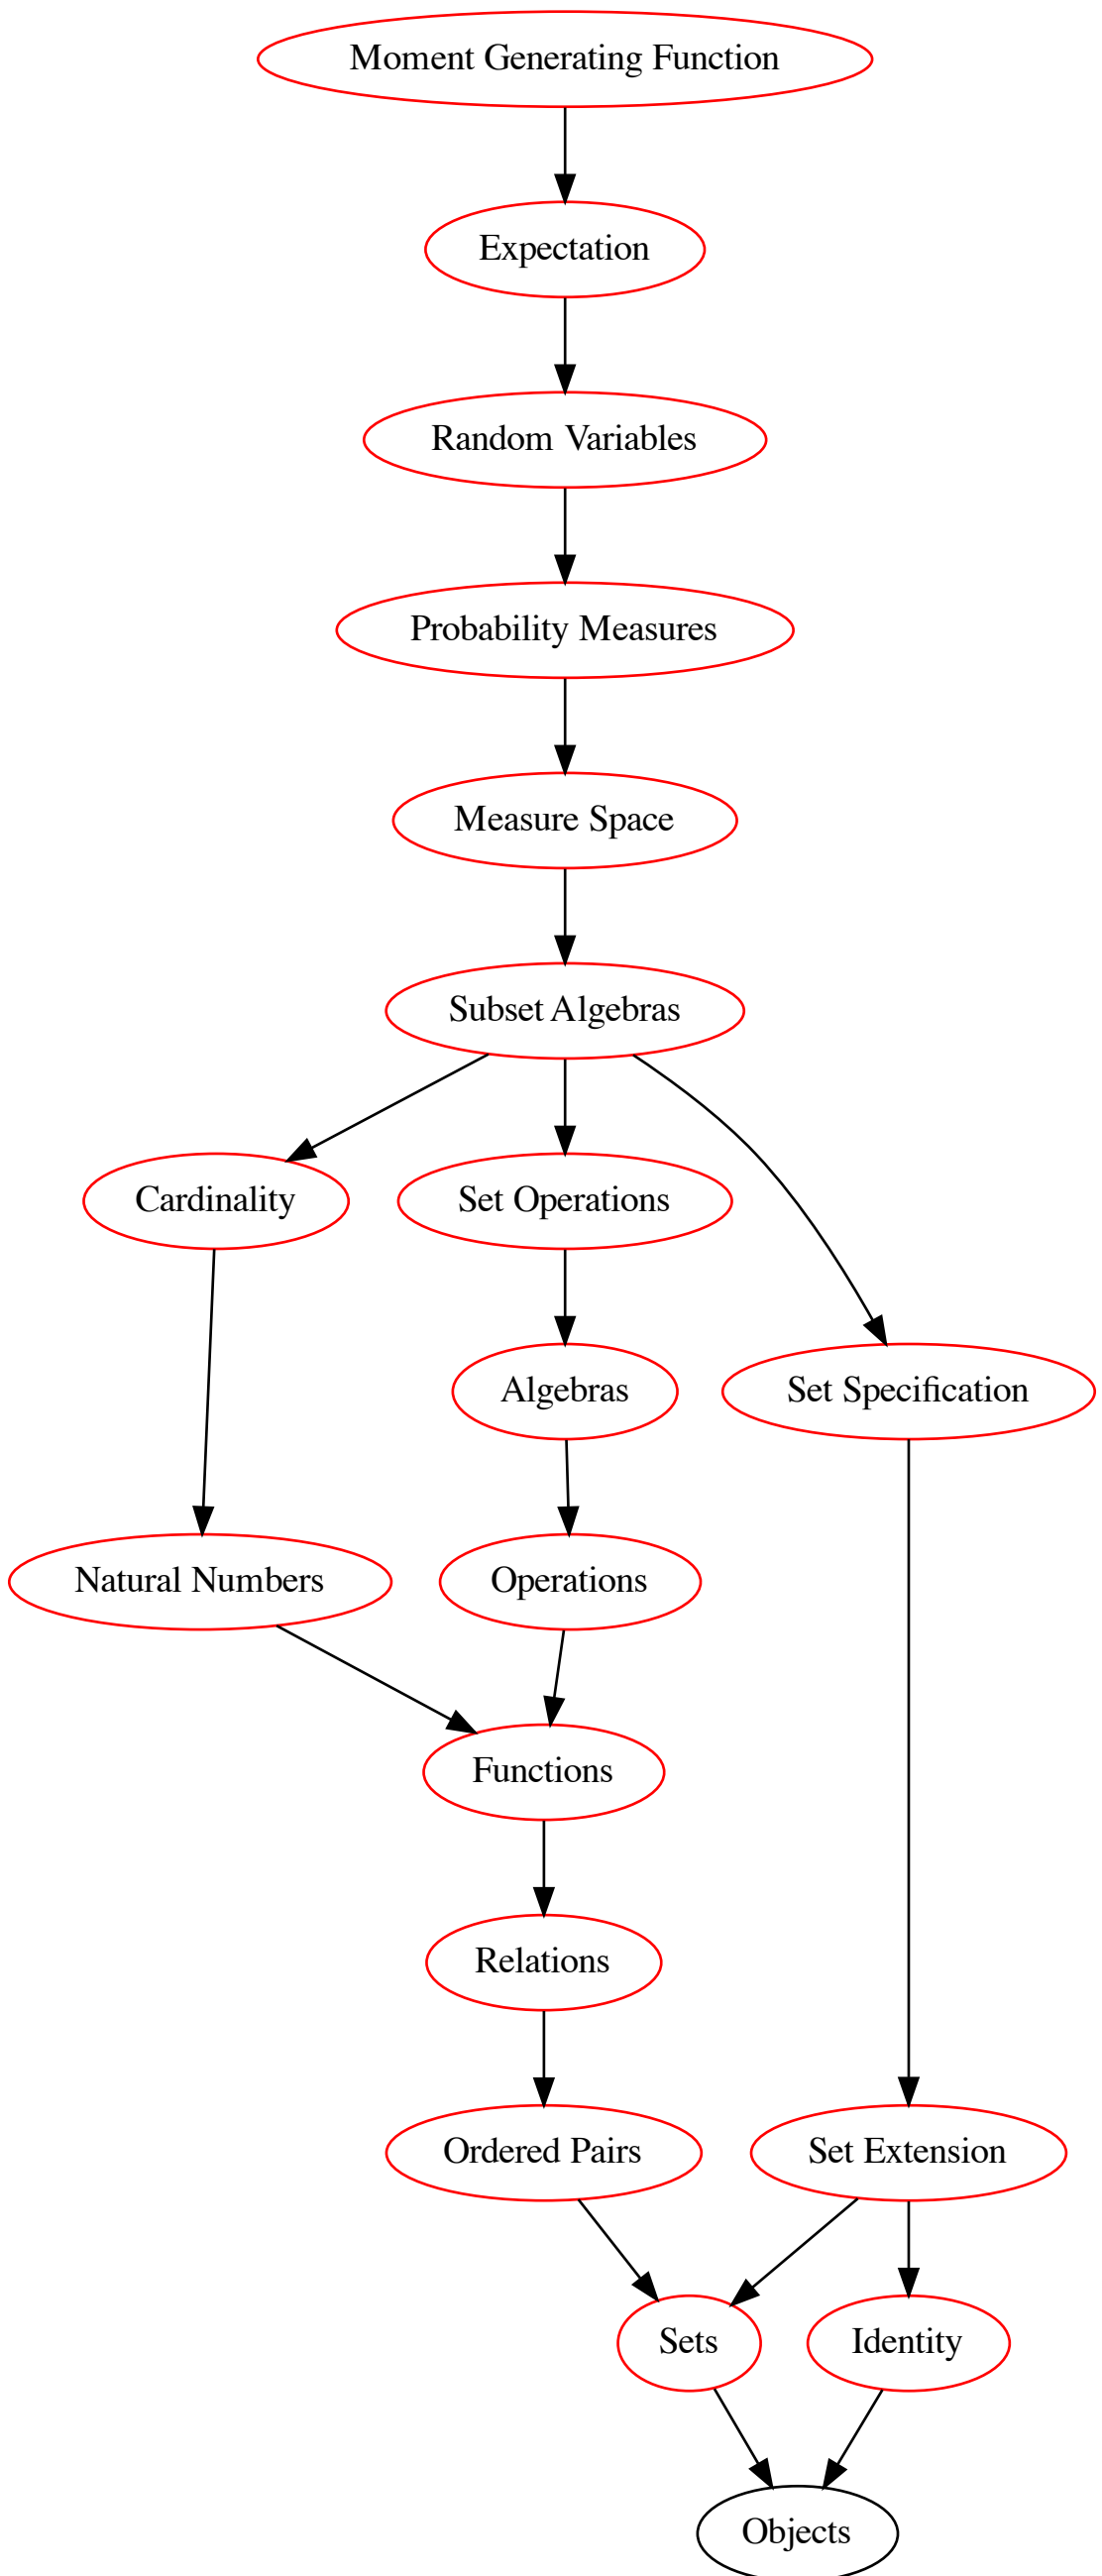 Moment Generating Function
Expectation
Random Variables
Probability Measures
Measure Space
Subset Algebras
Cardinality
Set Operations
Algebras
Set Specification
Natural Numbers
Operations
Functions
Relations
Ordered Pairs
Set Extension
Sets
Identity
Objects